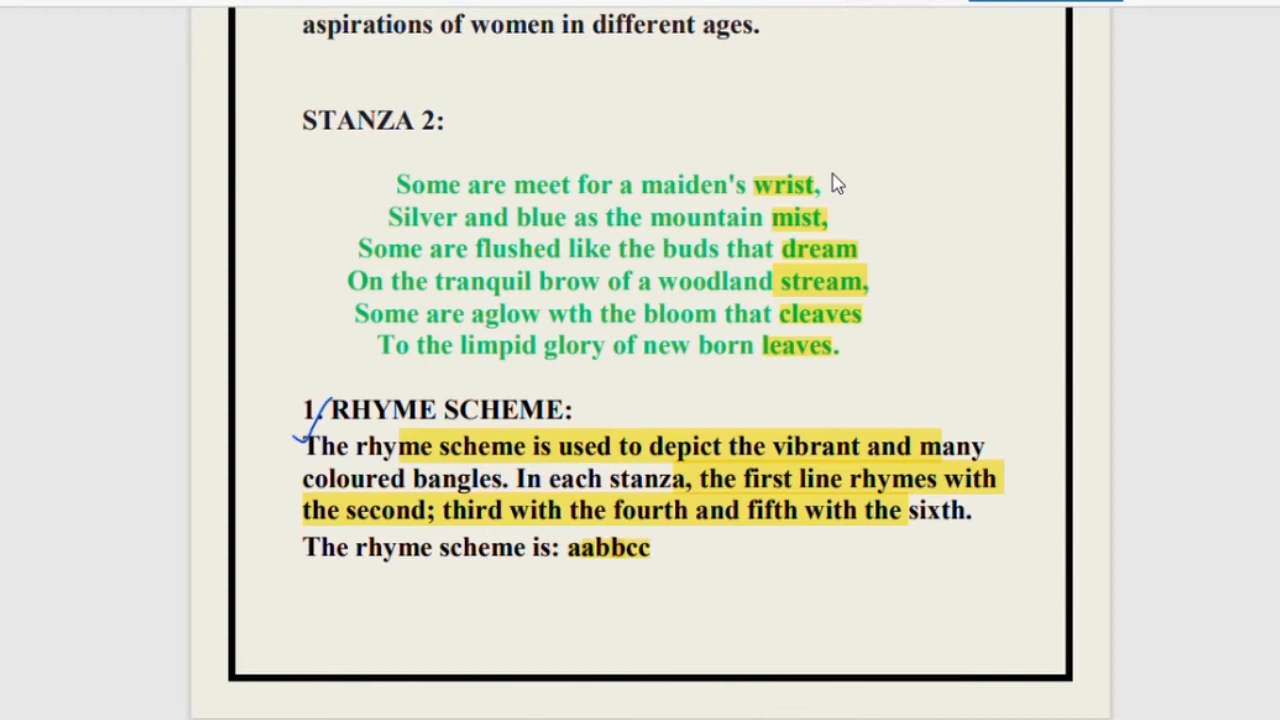 aspirations of women in different ages.
STANZA 2:
Some are meet for a maiden's wrist,
Silver and blue as the mountain mist,
Some are flushed like the buds that dream
On the tranquil brow of a woodland stream,
Some are aglow wth the bloom that cleaves
To the limpid glory of new born leaves.
1. RHYME SCHEME:
The rhyme scheme is used to depict the vibrant and many
coloured bangles. In each stanza, the first line rhymes with
the second; third with the fourth and fifth with the sixth.
The rhyme scheme is: aabbcc